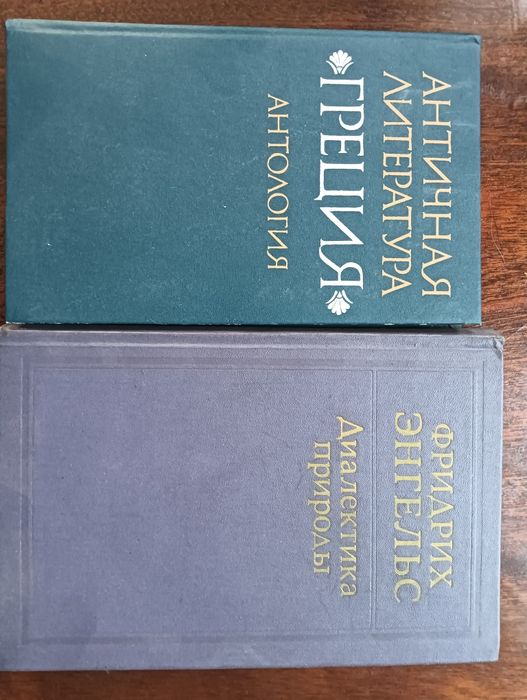 АНТИЧНАЯ
ЛИТЕРАТУРА
ГРЕЦИЯ
АНТОЛОГИЯ
ФРИДРИХ
ЭНГЕЛЬС
Диалектика
природы